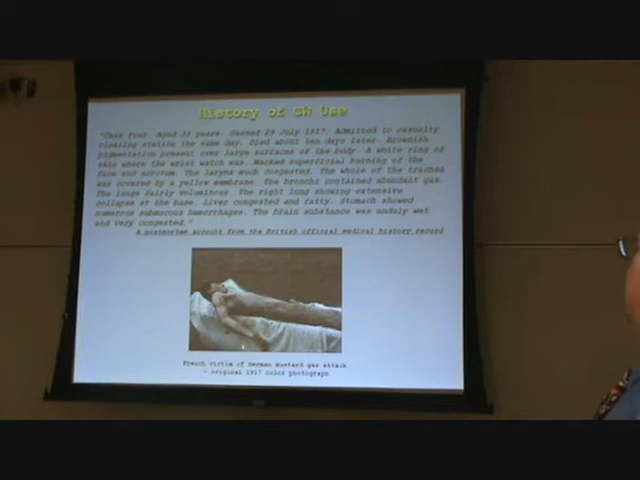 History of CW Use
"Case four. Aged 39 years. Gassed 29 July 1917. Admitted to casualty
clearing station the same day. Died about ten days later. Brownish
pigmentation present over large surfaces of the body. A white ring of
skin where the wrist watch was. Marked superficial burning of the
face and scrotum. The larynx much congested. The whole of the trachea
was covered by a yellow membrane. The bronchi contained abundant gas.
The lungs fairly voluminous. The right lung showing extensive
collapse at the base. Liver congested and fatty. Stomach showed
numerous submucous hemorrhages. The brain substance was unduly wet
and very congested."
A postmortem account from the British official medical history record
French victim of German mustard gas attack
- original 1917 color photograph